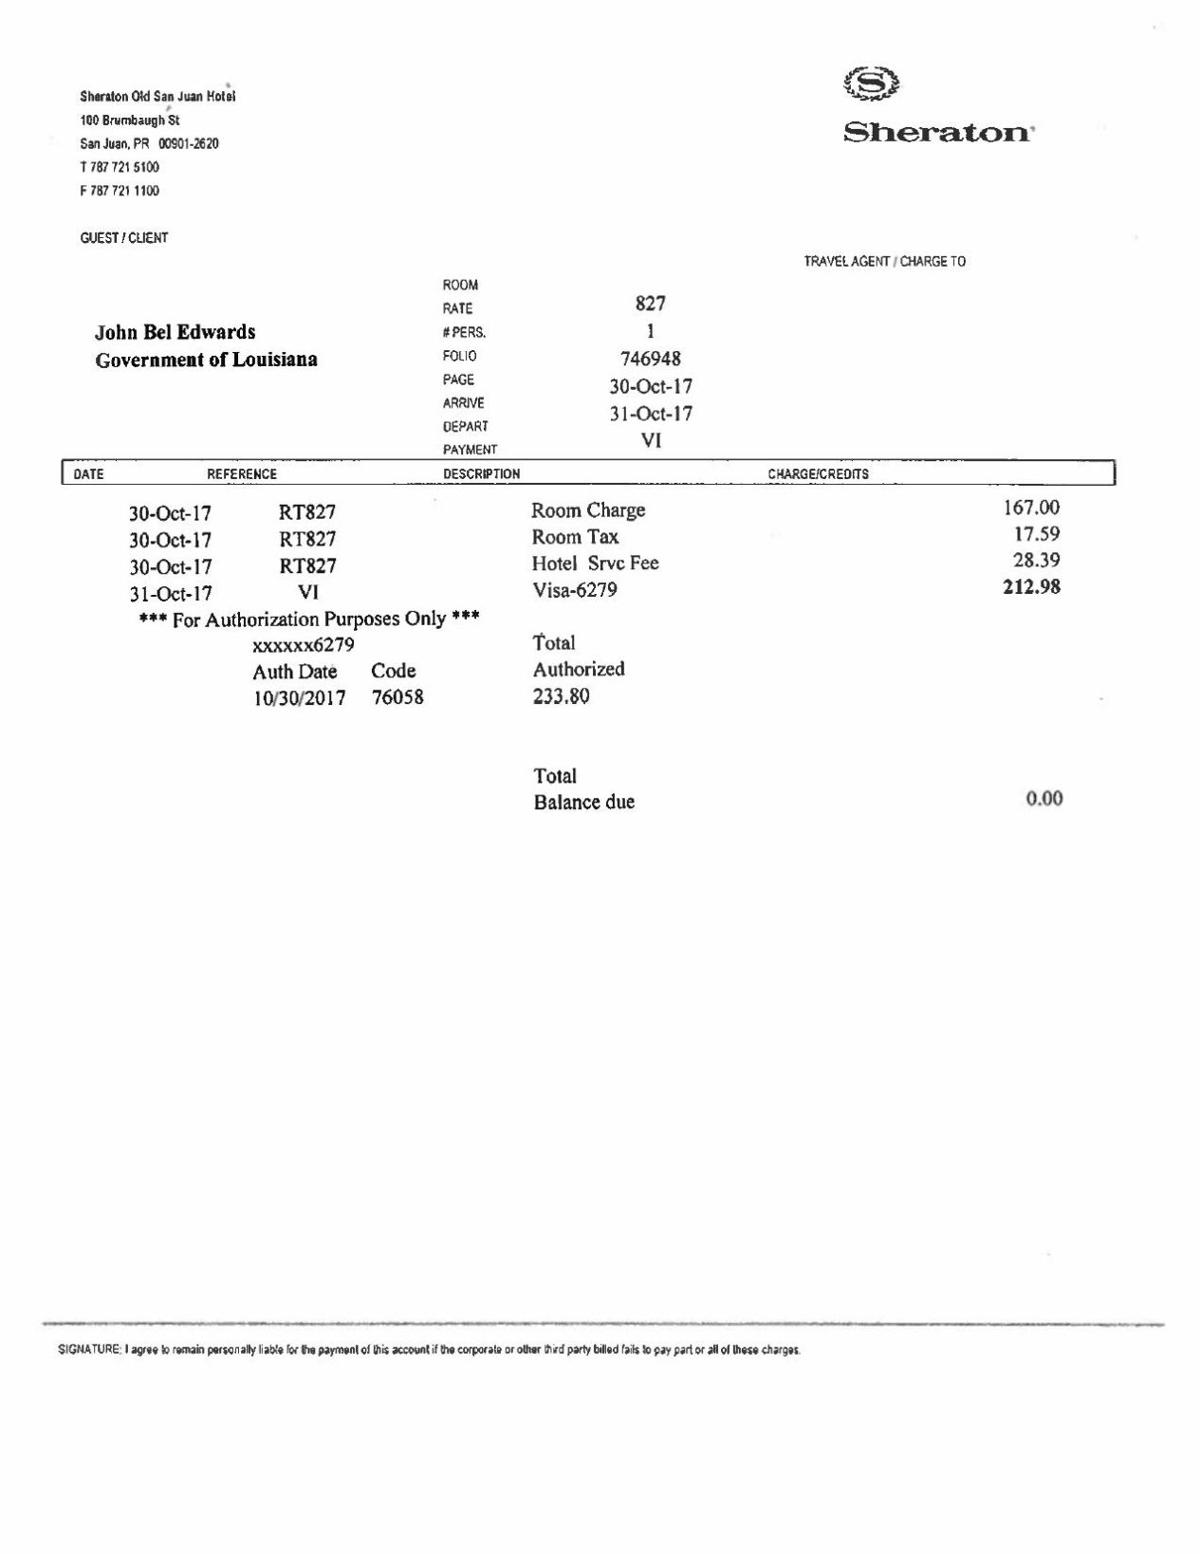 Sheraton Old San Juan Hotel
100 Brumbaugh St
San Juan, PR 00901-2620
T 787 721 5100
F 787 721 1100
S
Sheraton
GUEST / CLIENT
TRAVEL AGENT / CHARGE TO
John Bel Edwards
Government of Louisiana
ROOM
RATE 827
# PERS. 1
FOLIO 746948
PAGE 30-Oct-17
ARRIVE 31-Oct-17
DEPART VI
PAYMENT
DATE REFERENCE DESCRIPTION CHARGE/CREDITS
30-Oct-17 RT827 Room Charge 167.00
30-Oct-17 RT827 Room Tax 17.59
30-Oct-17 RT827 Hotel Srvc Fee 28.39
31-Oct-17 VI Visa-6279 212.98
*** For Authorization Purposes Only ***
xxxxxx6279 Total
Auth Date Code Authorized
10/30/2017 76058 233.80
Total
Balance due 0.00
SIGNATURE: I agree to remain personally liable for the payment of this account if the corporate or other third party billed fails to pay part or all of these charges.